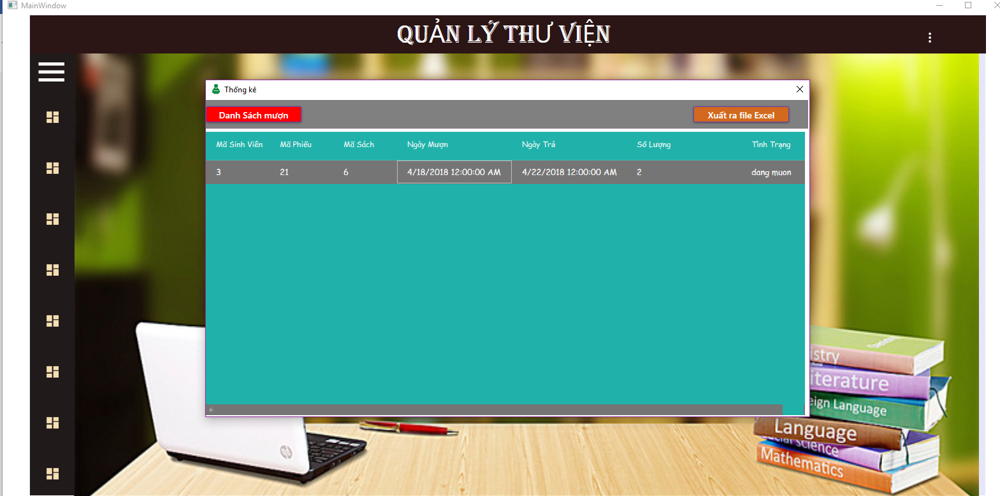 MainWindow
QUẢN LÝ THƯ VIỆN
Thống kê
Danh Sách mượn
Xuất ra file Excel
Mã Sinh Viên Mã Phiếu Mã Sách Ngày Mượn Ngày Trả Số Lượng Tình Trạng
3 21 6 4/18/2018 12:00:00 AM 4/22/2018 12:00:00 AM 2 dang muon
istry
iterature
eign Language
Language
Social science
Mathematics
hp